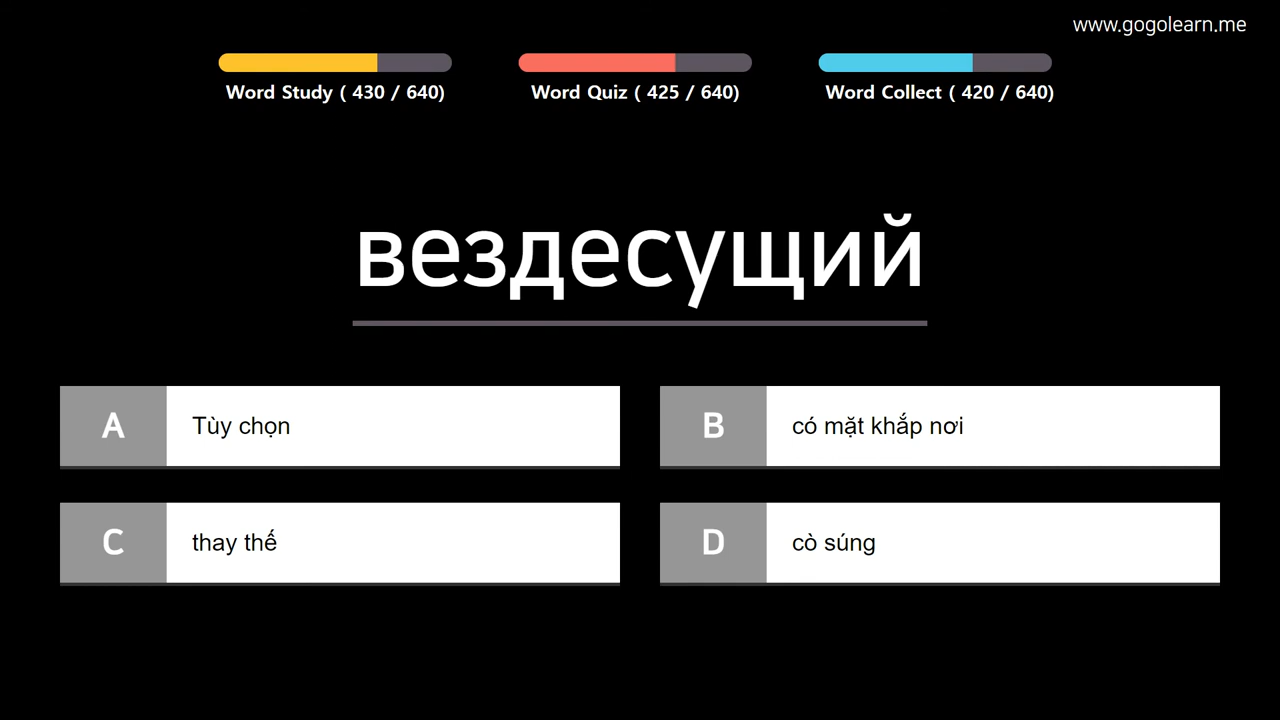 www.gogolearn.me
Word Study ( 430 / 640)
Word Quiz ( 425 / 640)
Word Collect ( 420 / 640)
вездесущий
A
Tùy chọn
B
có mặt khắp nơi
C
thay thế
D
cò súng